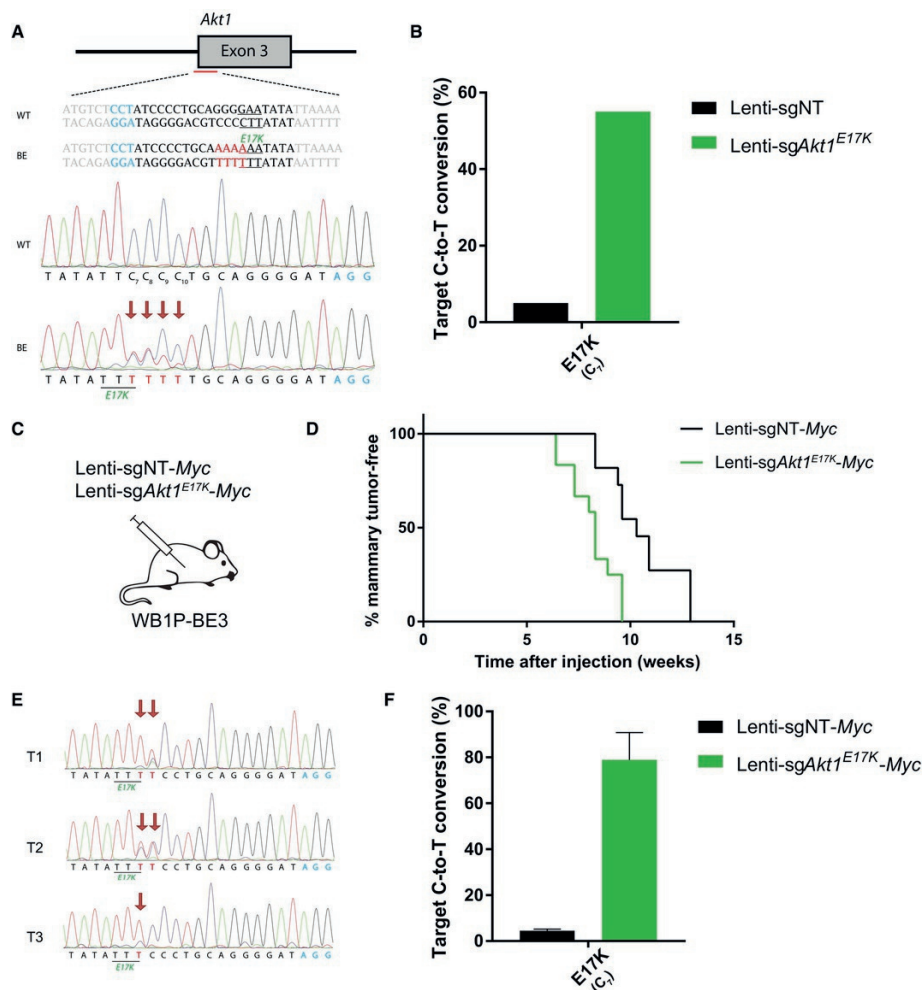 A
Akt1
Exon 3
WT
ATGTCTCCTATCCCCTGCAGGGGAATATATTAAAA
TACAGAGGATAGGGGACGTCCCCTTATATAATTTT
E17K
BE
ATGTCTCCTATCCCCTGCAAAAAAATATATTAAAA
TACAGAGGATAGGGGACGTTTTTTTATATAATTTT
WT
T A T A T T C7 C8 C9 C10 T G C A G G G G A T A G G
BE
T A T A T T T T T T T G C A G G G G A T A G G
E17K
B
Target C-to-T conversion (%)
60
40
20
0
E17K
(C7)
Lenti-sgNT
Lenti-sgAkt1E17K
C
Lenti-sgNT-Myc
Lenti-sgAkt1E17K-Myc
WB1P-BE3
D
% mammary tumor-free
100
50
0
0 5 10 15
Time after injection (weeks)
Lenti-sgNT-Myc
Lenti-sgAkt1E17K-Myc
E
T1
T A T A T T T T C C T G C A G G G G A T A G G
E17K
T2
T A T A T T T T C C T G C A G G G G A T A G G
E17K
T3
T A T A T T T C C C T G C A G G G G A T A G G
E17K
F
Target C-to-T conversion (%)
100
80
60
40
20
0
E17K
(C7)
Lenti-sgNT-Myc
Lenti-sgAkt1E17K-Myc